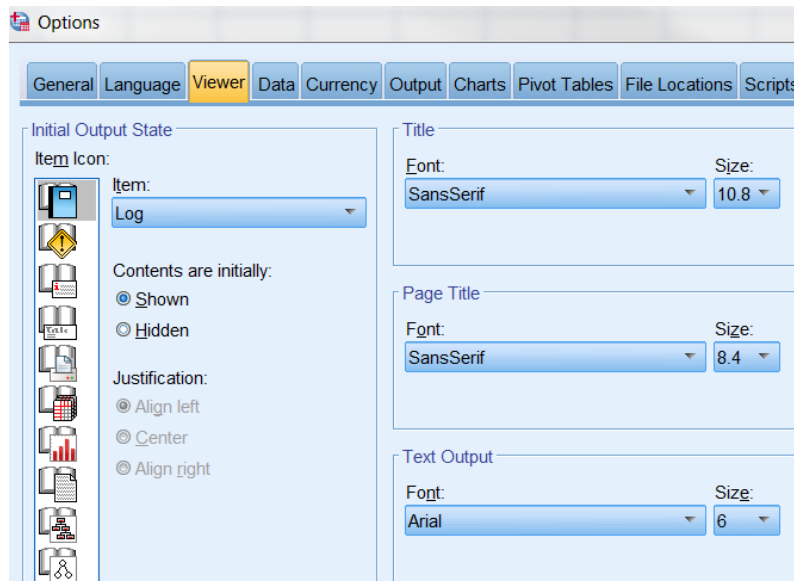 Options
General Language Viewer Data Currency Output Charts Pivot Tables File Locations Scripts
Initial Output State
Item Icon:
Item:
Log
Contents are initially:
Shown
Hidden
Justification:
Align left
Center
Align right
Title
Font:
Size:
SansSerif
10.8
Page Title
Font:
Size:
SansSerif
8.4
Text Output
Font:
Size:
Arial
6